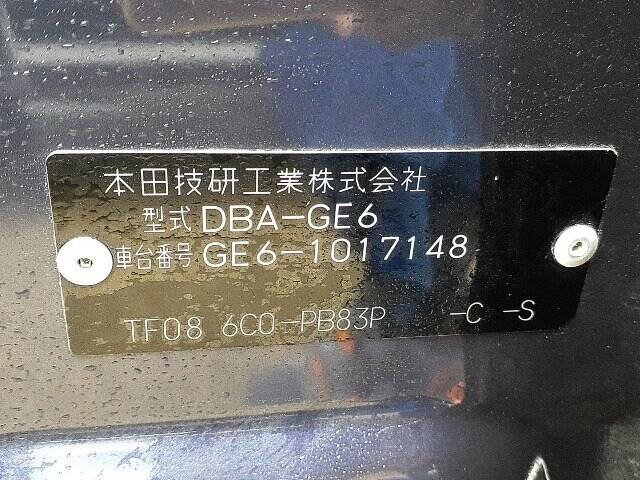 本田技研工業株式会社
型式 DBA-GE6
車台番号 GE6-1017148
TF08 6C0-PB83P -C -S